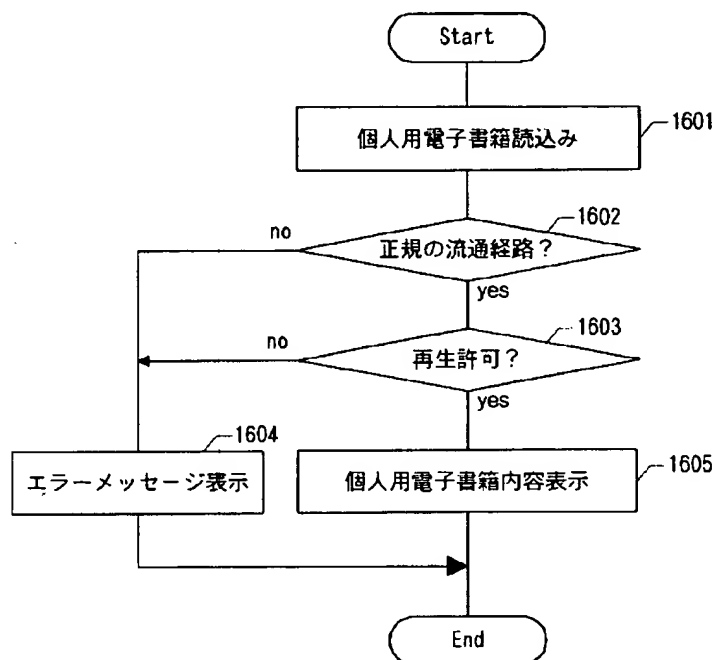 Start
個人用電子書籍読込み
1601
1602
正規の流通経路?
no
yes
1603
再生許可?
no
yes
1604
エラーメッセージ表示
個人用電子書籍内容表示
1605
End